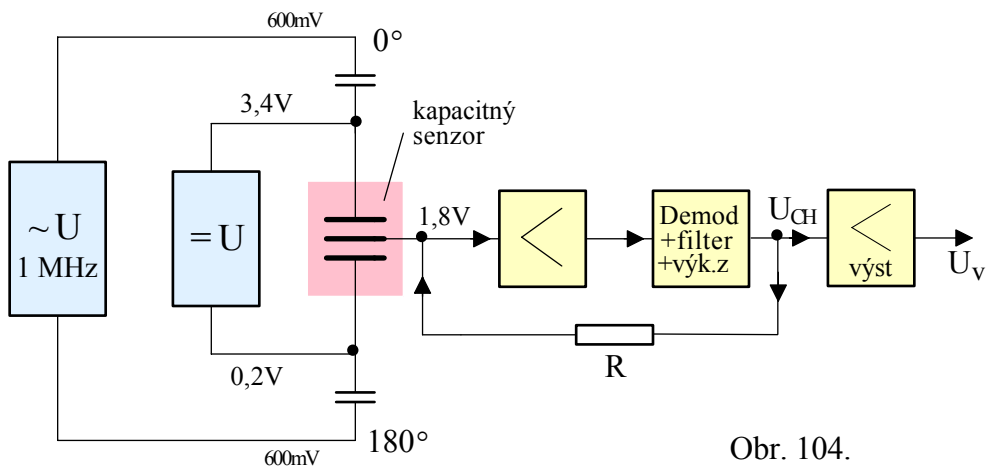 600mV
0°
3,4V
kapacitný
senzor
~U
1 MHz
=U
1,8V
Demod
+filter
+výk.z
U_CH
výst
U_v
R
0,2V
180°
600mV
Obr. 104.